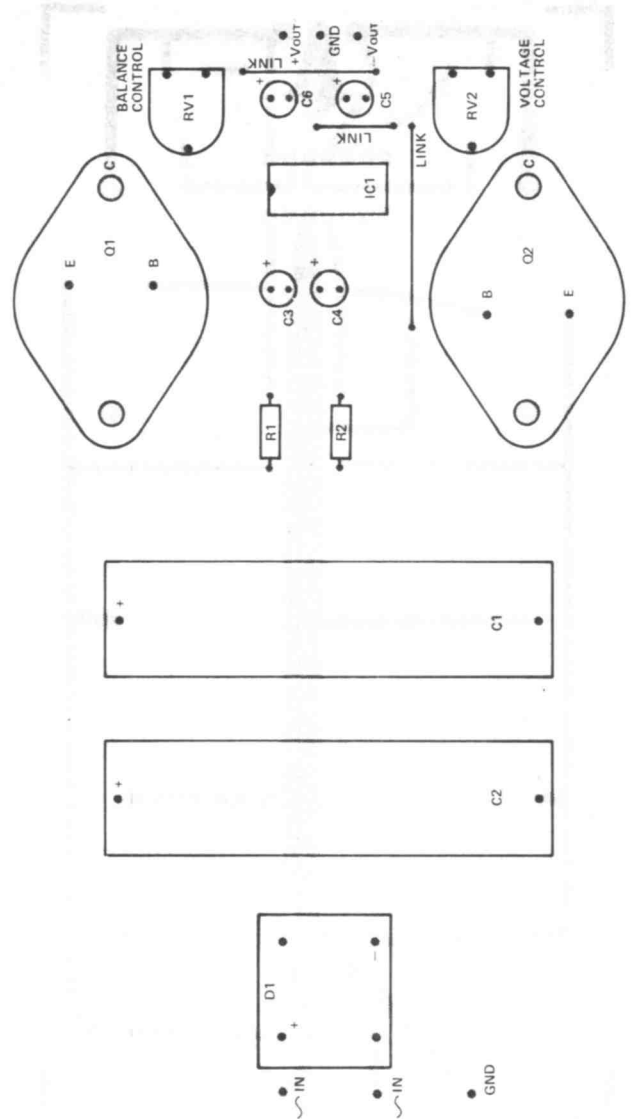 +VOUT
GND
−VOUT
BALANCE
CONTROL
VOLTAGE
CONTROL
LINK
+
C6
+
C5
RV1
RV2
LINK
LINK
C
C
IC1
Q1
E
B
Q2
B
E
+
C3
+
C4
R1
R2
+
C1
+
C2
D1
+
−
~ IN
~ IN
GND